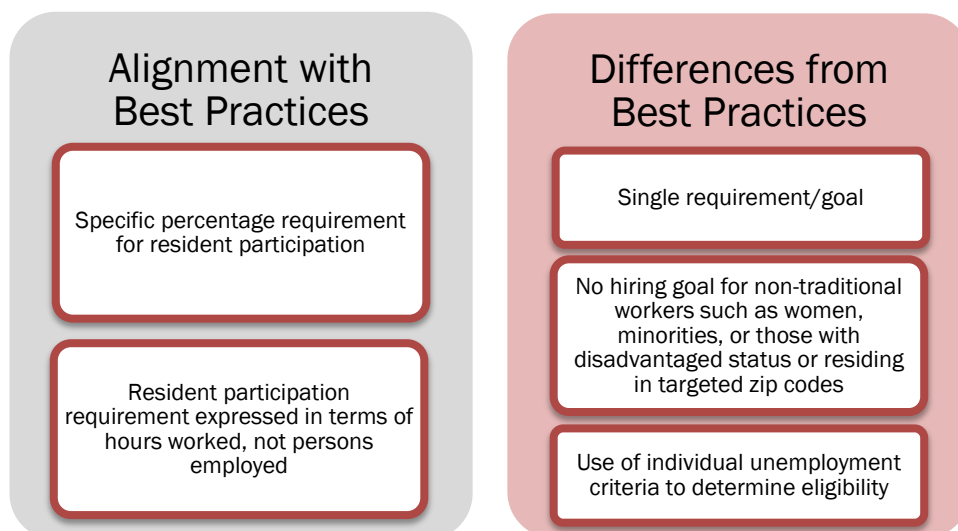 Alignment with
Best Practices
Specific percentage requirement
for resident participation
Resident participation
requirement expressed in terms of
hours worked, not persons
employed
Differences from
Best Practices
Single requirement/goal
No hiring goal for non-traditional
workers such as women,
minorities, or those with
disadvantaged status or residing
in targeted zip codes
Use of individual unemployment
criteria to determine eligibility